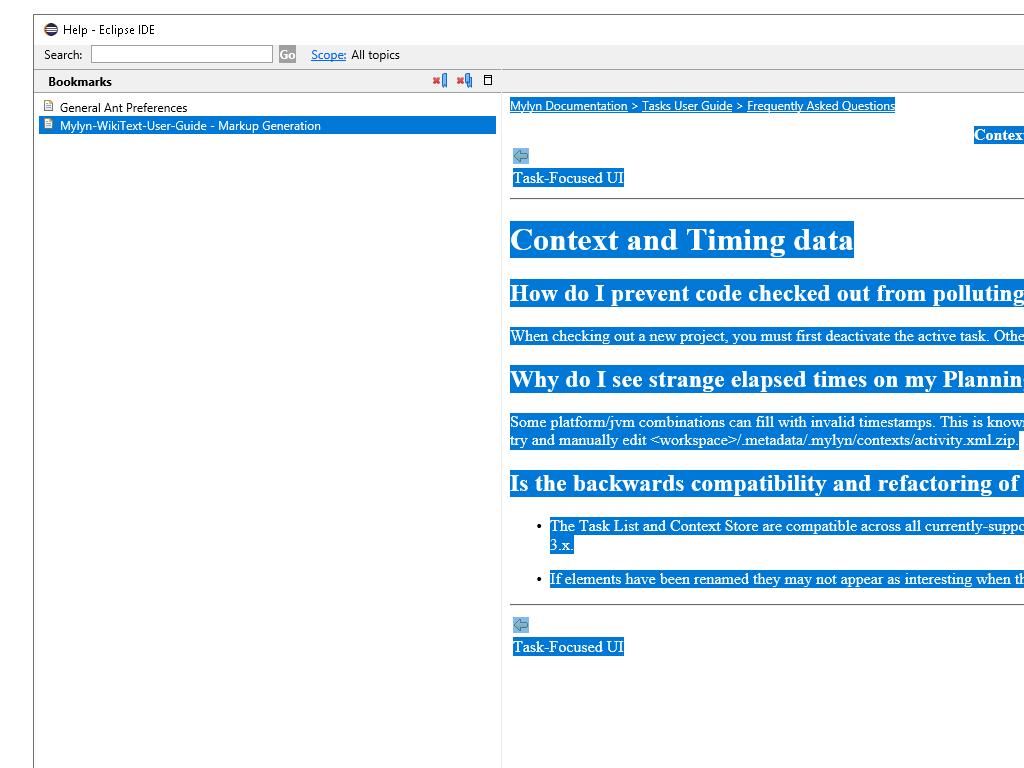 Help - Eclipse IDE
Search:
Go
Scope: All topics
Bookmarks
General Ant Preferences
Mylyn-WikiText-User-Guide - Markup Generation
Mylyn Documentation > Tasks User Guide > Frequently Asked Questions
Context
Task-Focused UI
Context and Timing data
How do I prevent code checked out from polluting
When checking out a new project, you must first deactivate the active task. Othe
Why do I see strange elapsed times on my Planning
Some platform/jvm combinations can fill with invalid timestamps. This is known
try and manually edit <workspace>/.metadata/.mylyn/contexts/activity.xml.zip.
Is the backwards compatibility and refactoring of
• The Task List and Context Store are compatible across all currently-suppo
3.x.
• If elements have been renamed they may not appear as interesting when th
Task-Focused UI